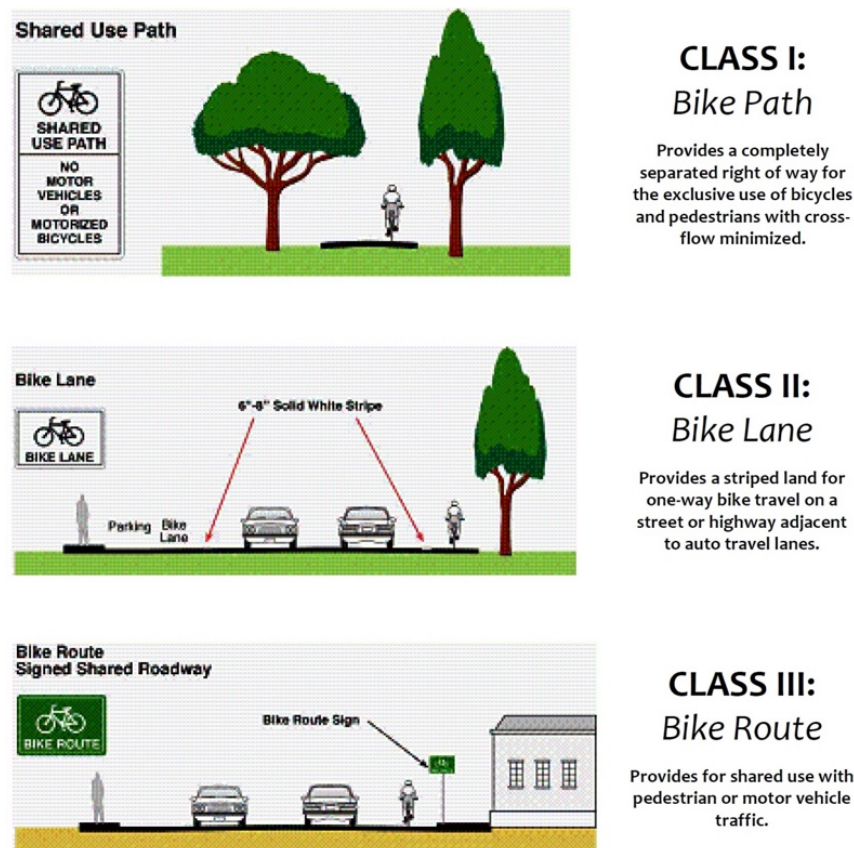 Shared Use Path
SHARED
USE PATH
NO
MOTOR
VEHICLES
OR
MOTORIZED
BICYCLES
CLASS I:
Bike Path
Provides a completely
separated right of way for
the exclusive use of bicycles
and pedestrians with cross-
flow minimized.
Bike Lane
BIKE LANE
6"-8" Solid White Stripe
Parking
Bike
Lane
CLASS II:
Bike Lane
Provides a striped land for
one-way bike travel on a
street or highway adjacent
to auto travel lanes.
Bike Route
Signed Shared Roadway
BIKE ROUTE
Bike Route Sign
CLASS III:
Bike Route
Provides for shared use with
pedestrian or motor vehicle
traffic.